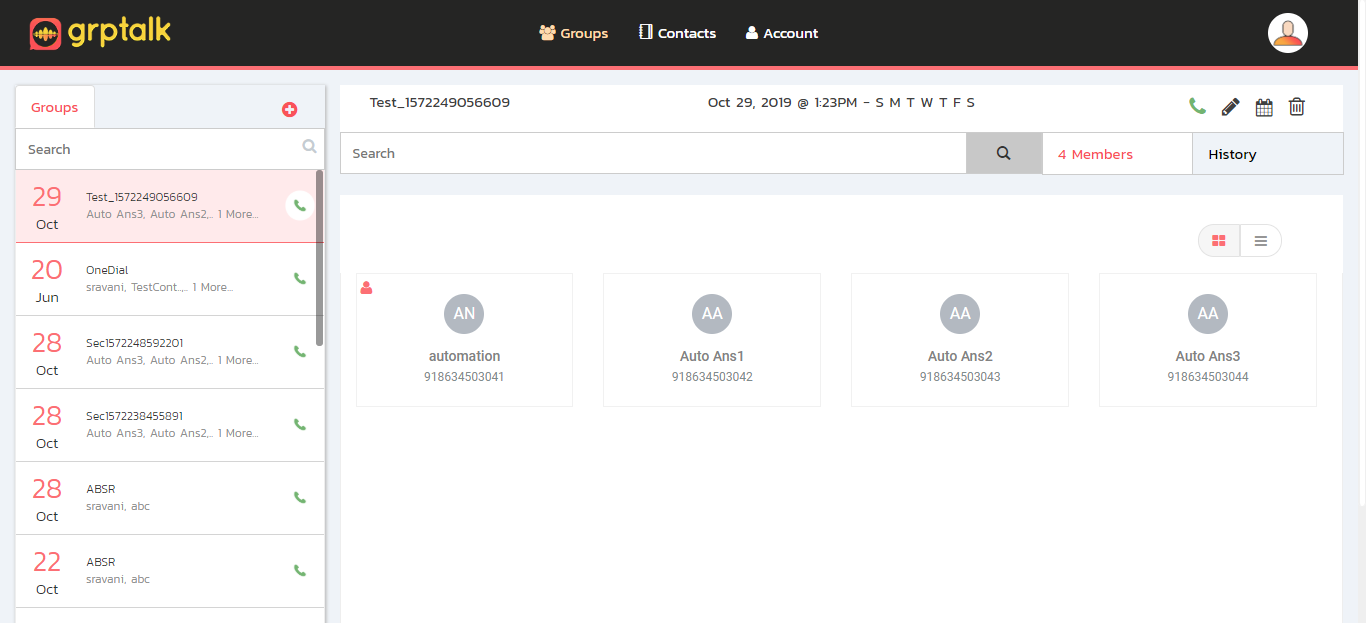 grptalk
Groups Contacts Account
Groups
Search
29 Oct
Test_1572249056609
Auto Ans3, Auto Ans2,.. 1 More...
20 Jun
OneDial
sravani, TestCont..,.. 1 More...
28 Oct
Sec1572248592201
Auto Ans3, Auto Ans2,.. 1 More...
28 Oct
Sec1572238455891
Auto Ans3, Auto Ans2,.. 1 More...
28 Oct
ABSR
sravani, abc
22 Oct
ABSR
sravani, abc
Test_1572249056609 Oct 29, 2019 @ 1:23PM - S M T W T F S
Search 4 Members History
AN
automation
918634503041
AA
Auto Ans1
918634503042
AA
Auto Ans2
918634503043
AA
Auto Ans3
918634503044